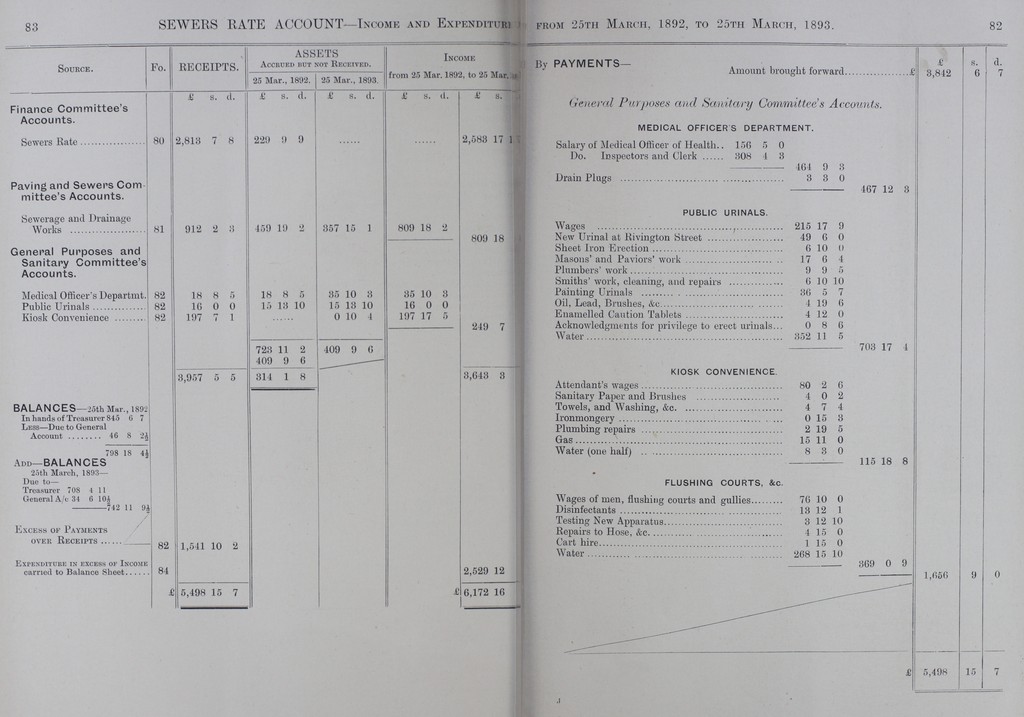 83
SEWERS RATE ACCOUNT—INCOME AND EXPENDITURE
SOURCE. FO. RECEIPTS. ASSETS INCOME
ACCRUED BUT NOT RECEIVED. from 25 Mar. 1892, to 25 Mar.
25 Mar., 1892. 25 Mar., 1893.
£ s. d. £ s. d. £ s. d. £ s. d. £ s.
Finance Committee's
Accounts.
Sewers Rate .................. 80 2,813 7 8 229 9 9 ...... ...... 2,583 17
Paving and Sewers Com-
mittee's Accounts.
Sewerage and Drainage
Works ..................... 81 912 2 3 459 19 2 357 15 1 809 18 2
809 18
General Purposes and
Sanitary Committee's
Accounts.
Medical Officer's Departmt. 82 18 8 5 18 8 5 35 10 3 35 10 3
Public Urinals ............... 82 16 0 0 15 13 10 15 13 10 16 0 0
Kiosk Convenience ......... 82 197 7 1 ...... 0 10 4 197 17 5
249 7
723 11 2 409 9 6
409 9 6
3,957 5 5 314 1 8 3,643 3
BALANCES—25th Mar., 1892
In hands of Treasurer 845 6 7
LESS—Due to General
Account ........ 46 8 2½
798 18 4½
ADD—BALANCES
25th March, 1893—
Due to—
Treasurer 708 4 11
General A/c 34 6 10½
742 11 9½
EXCESS OF PAYMENTS
OVER RECEIPTS ...... 82 1,541 10 2
EXPENDITURE IN EXCESS OF INCOME
carried to Balance Sheet...... 84 2,529 12
£ 5,498 15 7 £ 6,172 16
FROM 25TH MARCH, 1892, TO 25TH MARCH, 1893.
82
By PAYMENTS— £ s. d.
Amount brought forward.................£ 3,842 6 7
General Purposes and Sanitary Committee's Accounts.
MEDICAL OFFICER'S DEPARTMENT.
Salary of Medical Officer of Health.. 156 5 0
Do. Inspectors and Clerk ...... 308 4 3
464 9 3
Drain Plugs ............................................. 3 3 0
467 12 3
PUBLIC URINALS.
Wages ................................................ 215 17 9
New Urinal at Rivington Street ..................... 49 6 0
Sheet Iron Erection .................................... 6 10 0
Masons' and Paviors' work ........................... 17 6 4
Plumbers' work .......................................... 9 9 5
Smiths' work, cleaning, and repairs ............... 6 10 10
Painting Urinals ....................................... 36 5 7
Oil, Lead, Brushes, &c................................. 4 19 6
Enamelled Caution Tablets ........................... 4 12 0
Acknowledgments for privilege to erect urinals... 0 8 6
Water ...................................................... 352 11 5
703 17 4
KIOSK CONVENIENCE.
Attendant's wages ....................................... 80 2 6
Sanitary Paper and Brushes ........................ 4 0 2
Towels, and Washing, &c. ........................... 4 7 4
Ironmongery ............................................. 0 15 3
Plumbing repairs ....................................... 2 19 5
Gas ......................................................... 15 11 0
Water (one half) ....................................... 8 3 0
115 18 8
FLUSHING COURTS, &c.
Wages of men, flushing courts and gullies......... 76 10 0
Disinfectants ............................................. 13 12 1
Testing New Apparatus................................. 3 12 10
Repairs to Hose, &c..................................... 4 15 0
Cart hire................................................... 1 15 0
Water ...................................................... 268 15 10
369 0 9
1,656 9 0
£ 5,498 15 7